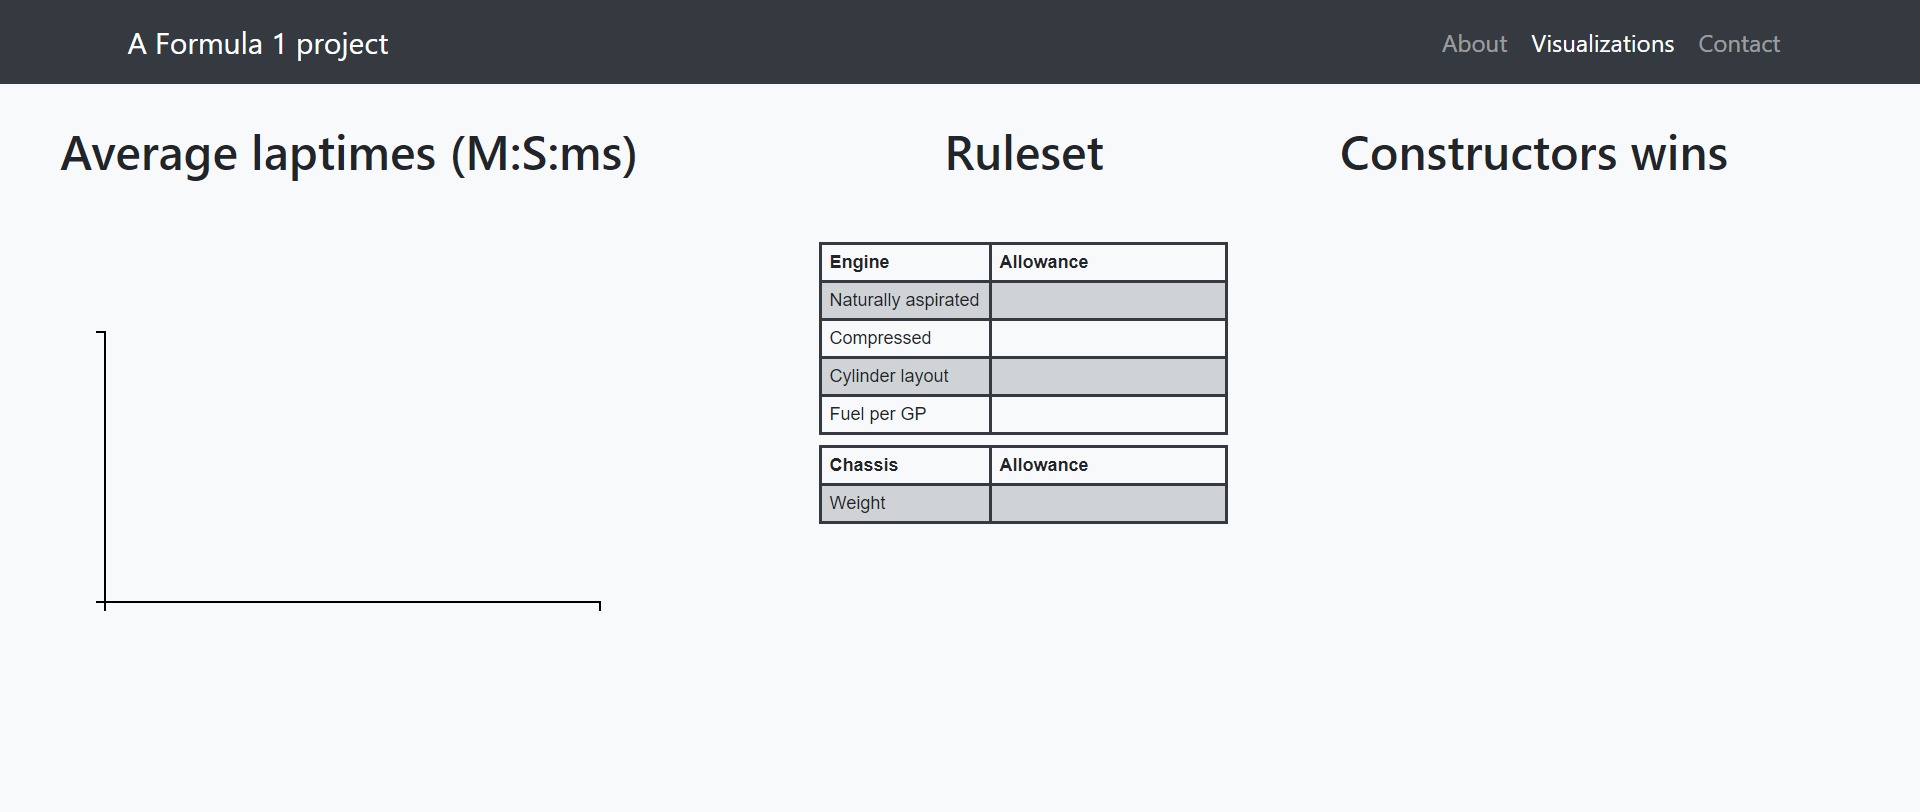 A Formula 1 project
About Visualizations Contact
Average laptimes (M:S:ms)
Ruleset
Constructors wins
Engine Allowance
Naturally aspirated
Compressed
Cylinder layout
Fuel per GP
Chassis Allowance
Weight